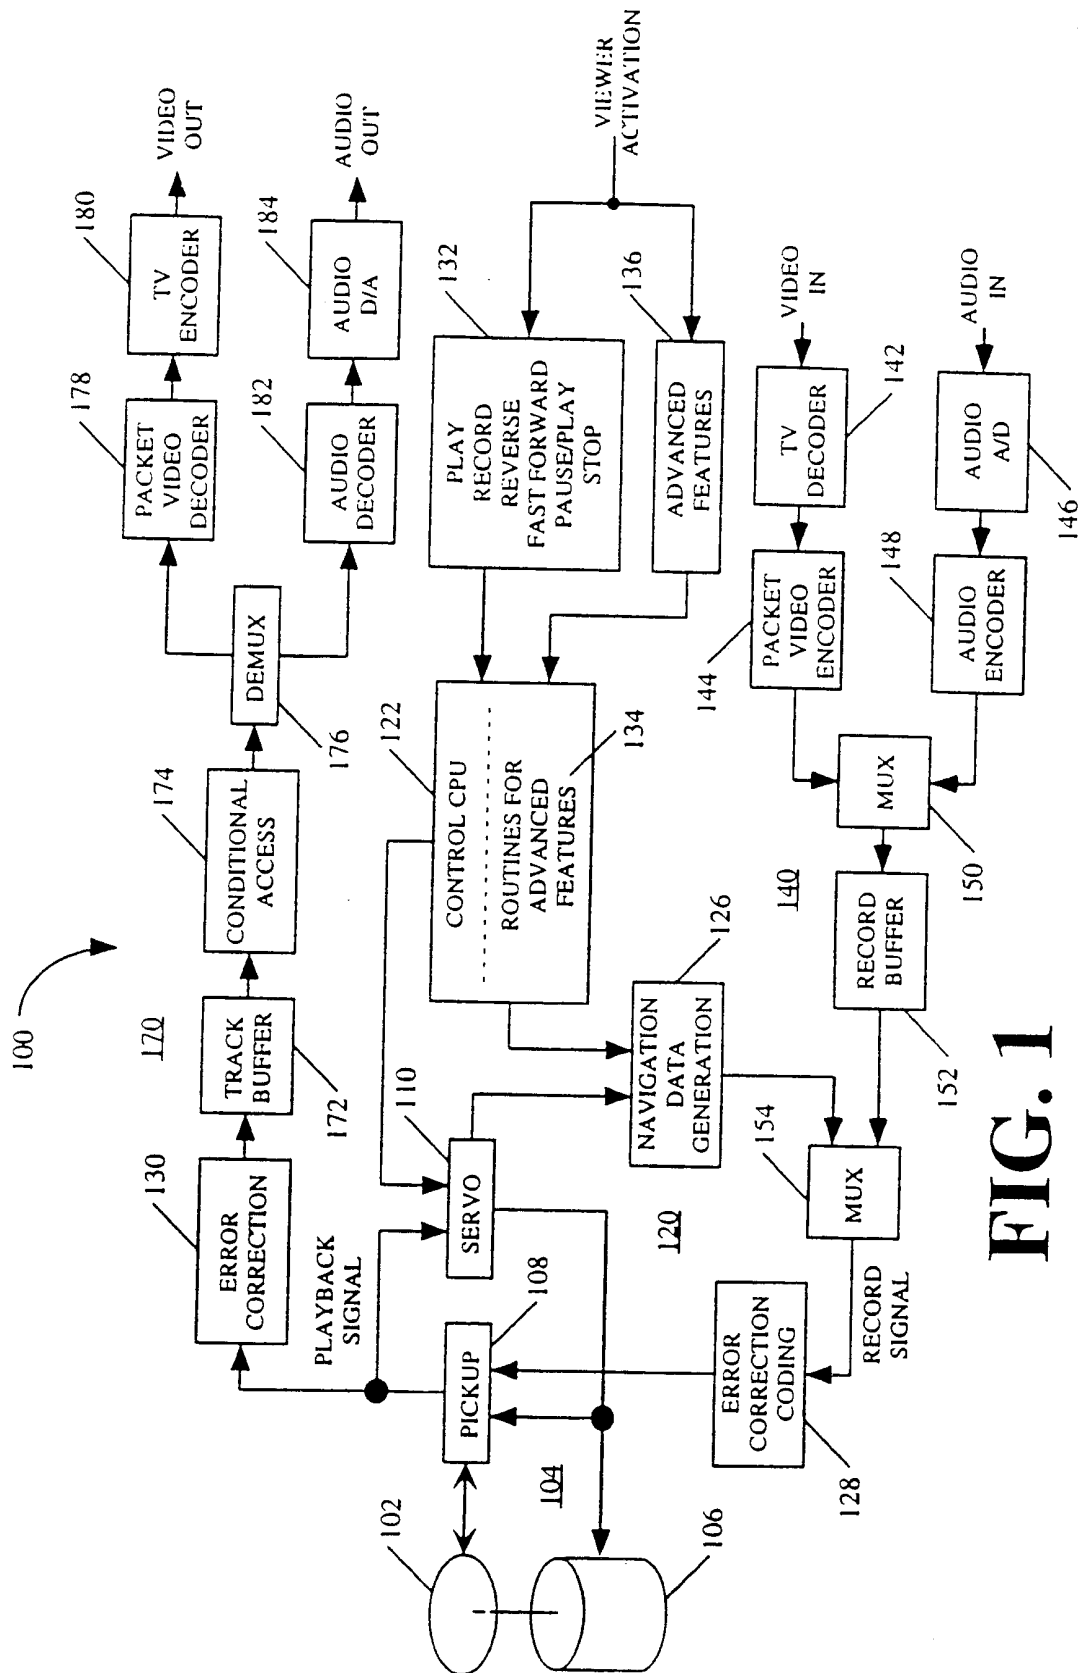 100
170
VIDEO
OUT
180
TV
ENCODER
178
PACKET
VIDEO
DECODER
AUDIO
OUT
184
AUDIO
D/A
182
AUDIO
DECODER
DEMUX
176
174
CONDITIONAL
ACCESS
TRACK
BUFFER
172
130
ERROR
CORRECTION
PLAYBACK
SIGNAL
VIEWER
ACTIVATION
132
PLAY
RECORD
REVERSE
FAST FORWARD
PAUSE/PLAY
STOP
136
ADVANCED
FEATURES
122
CONTROL CPU
ROUTINES FOR
ADVANCED
FEATURES
134
110
SERVO
108
PICKUP
102
104
106
120
126
NAVIGATION
DATA
GENERATION
VIDEO
IN
TV
DECODER
142
144
PACKET
VIDEO
ENCODER
AUDIO
IN
AUDIO
A/D
146
148
AUDIO
ENCODER
140
MUX
150
RECORD
BUFFER
152
154
MUX
RECORD
SIGNAL
ERROR
CORRECTION
CODING
128
FIG. 1